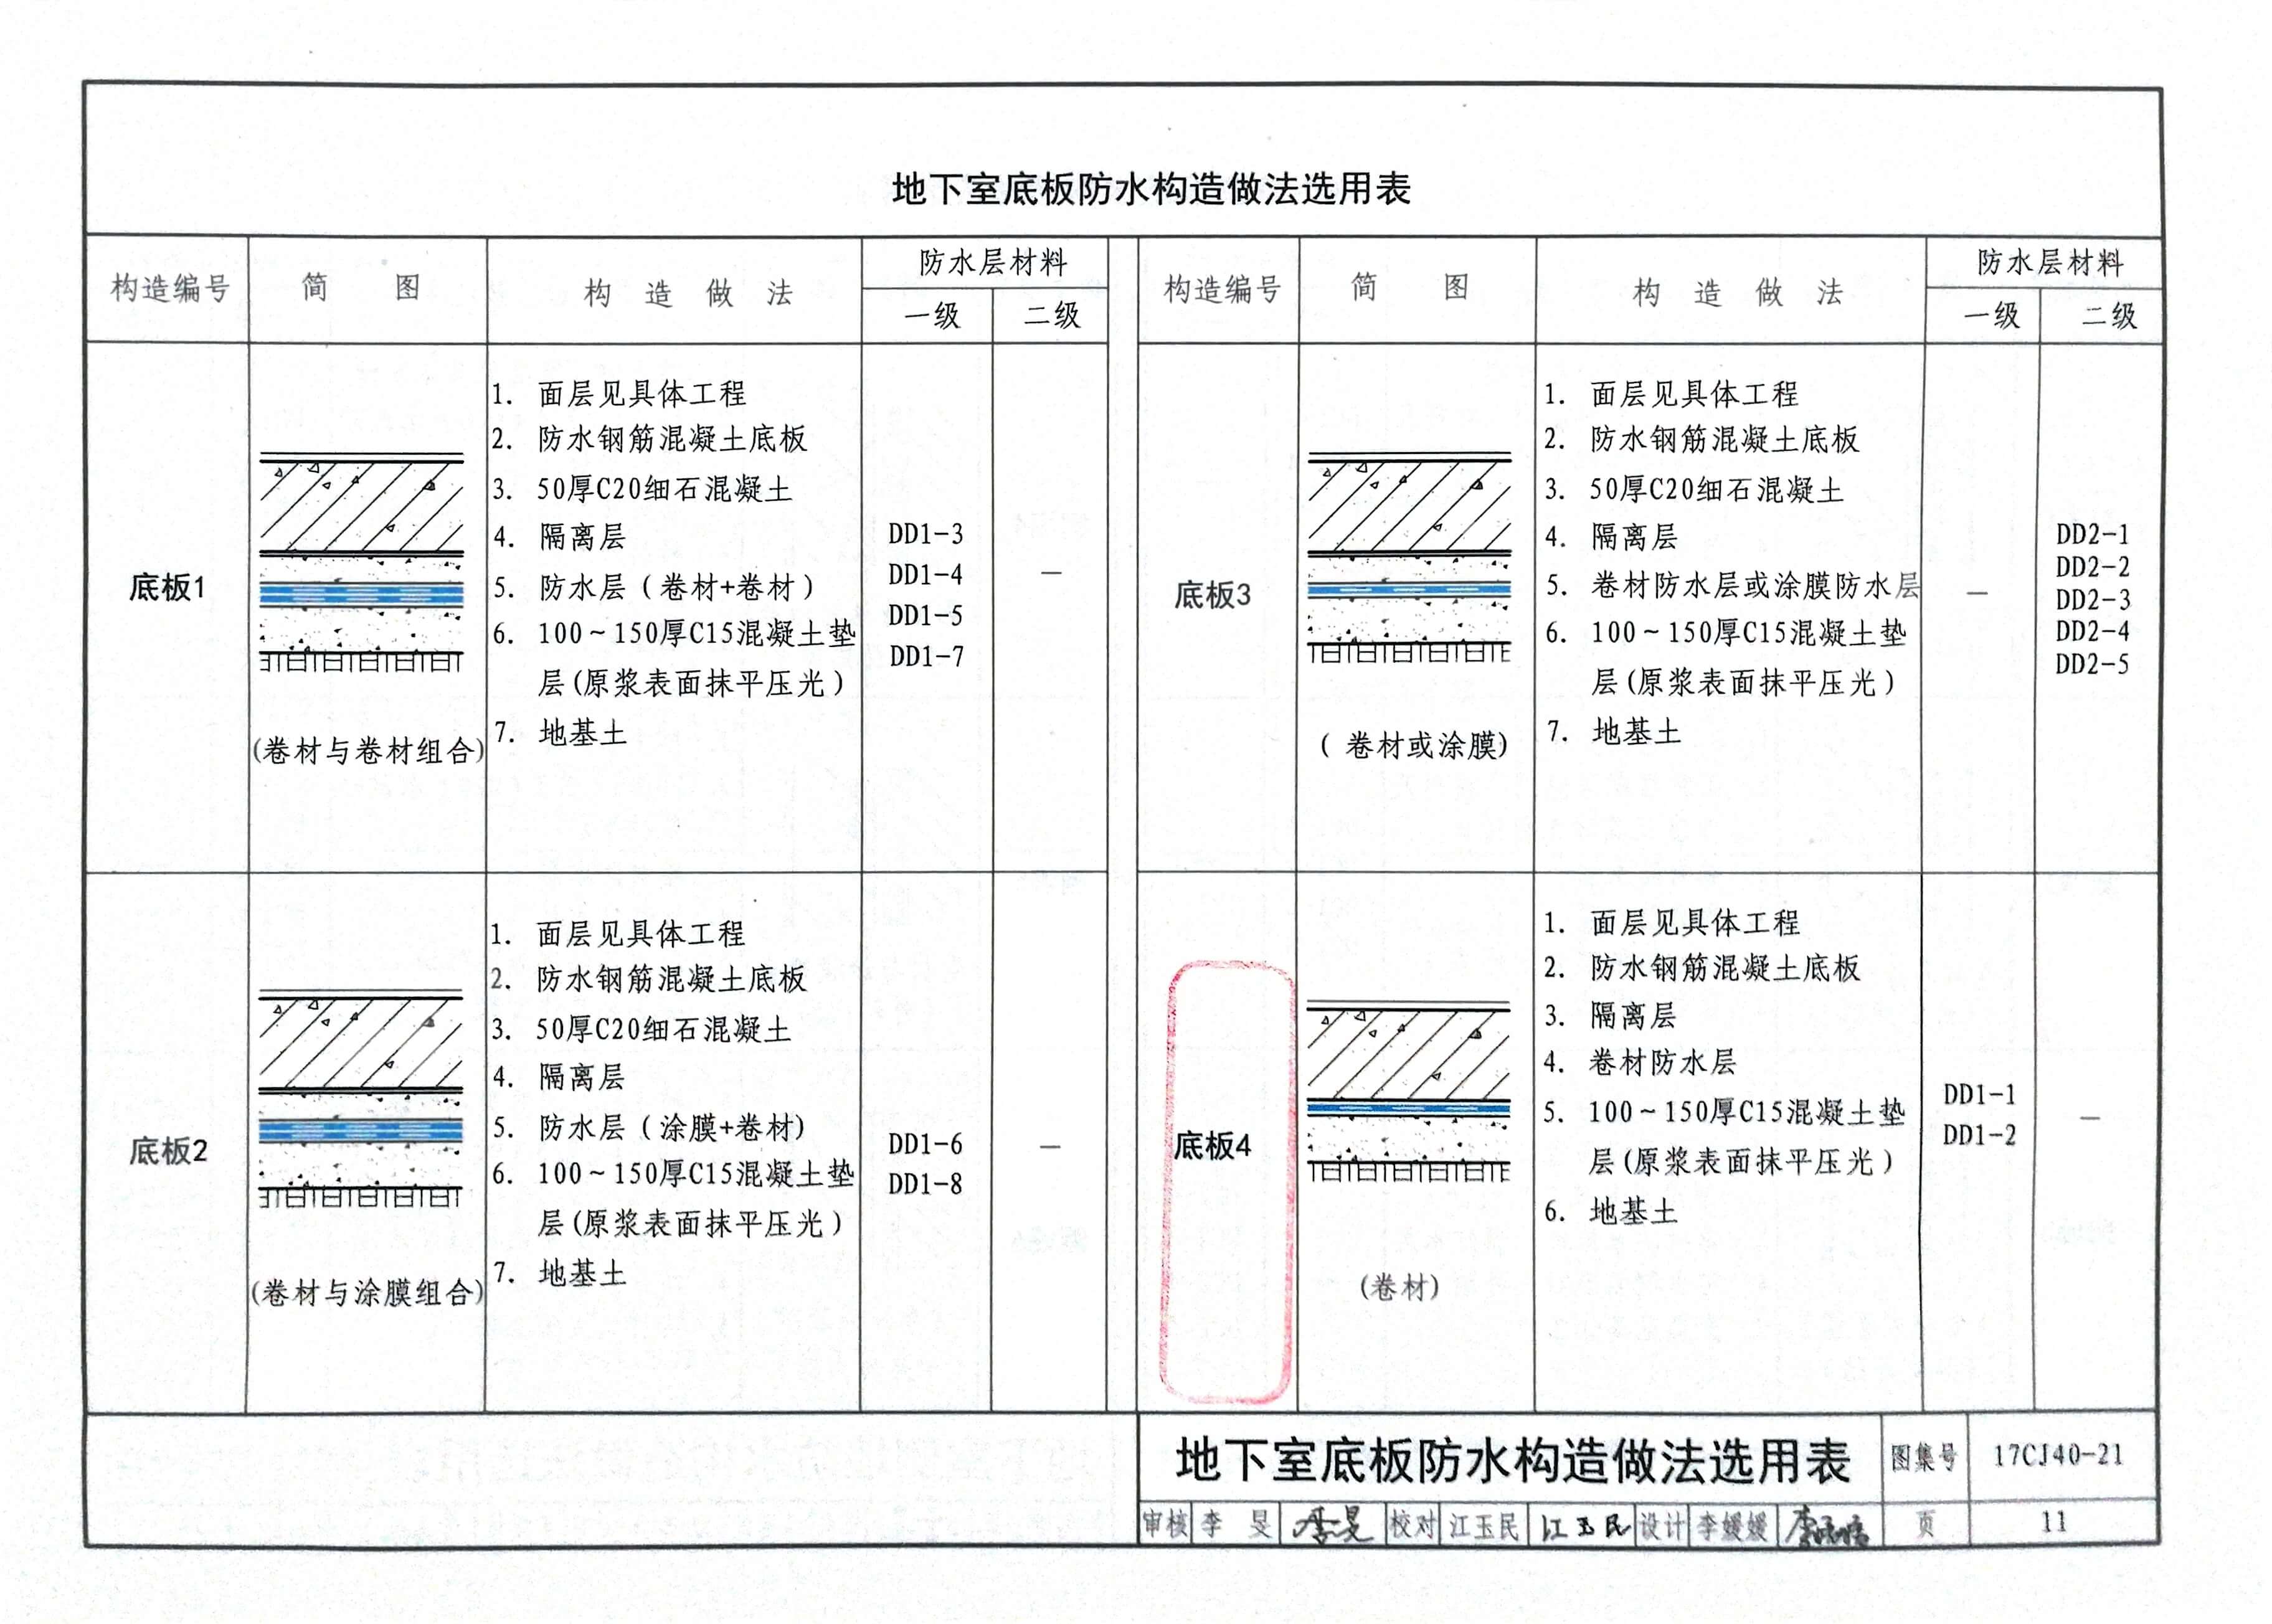 地下室底板防水构造做法选用表
构造编号 简 图 构 造 做 法 防水层材料
一级 二级
底板1
(卷材与卷材组合)
1. 面层见具体工程
2. 防水钢筋混凝土底板
3. 50厚C20细石混凝土
4. 隔离层
5. 防水层（卷材+卷材）
6. 100~150厚C15混凝土垫
层(原浆表面抹平压光）
7. 地基土
DD1-3
DD1-4
DD1-5
DD1-7
—
底板2
(卷材与涂膜组合)
1. 面层见具体工程
2. 防水钢筋混凝土底板
3. 50厚C20细石混凝土
4. 隔离层
5. 防水层（涂膜+卷材)
6. 100~150厚C15混凝土垫
层(原浆表面抹平压光）
7. 地基土
DD1-6
DD1-8
—
构造编号 简 图 构 造 做 法 防水层材料
一级 二级
底板3
( 卷材或涂膜)
1. 面层见具体工程
2. 防水钢筋混凝土底板
3. 50厚C20细石混凝土
4. 隔离层
5. 卷材防水层或涂膜防水层
6. 100~150厚C15混凝土垫
层(原浆表面抹平压光）
7. 地基土
—
DD2-1
DD2-2
DD2-3
DD2-4
DD2-5
底板4
(卷材)
1. 面层见具体工程
2. 防水钢筋混凝土底板
3. 隔离层
4. 卷材防水层
5. 100~150厚C15混凝土垫
层(原浆表面抹平压光）
6. 地基土
DD1-1
DD1-2
—
地下室底板防水构造做法选用表 图集号 17CJ40-21
审核 李 旻 李旻 校对 江玉民 江玉民 设计 李媛媛 页 11